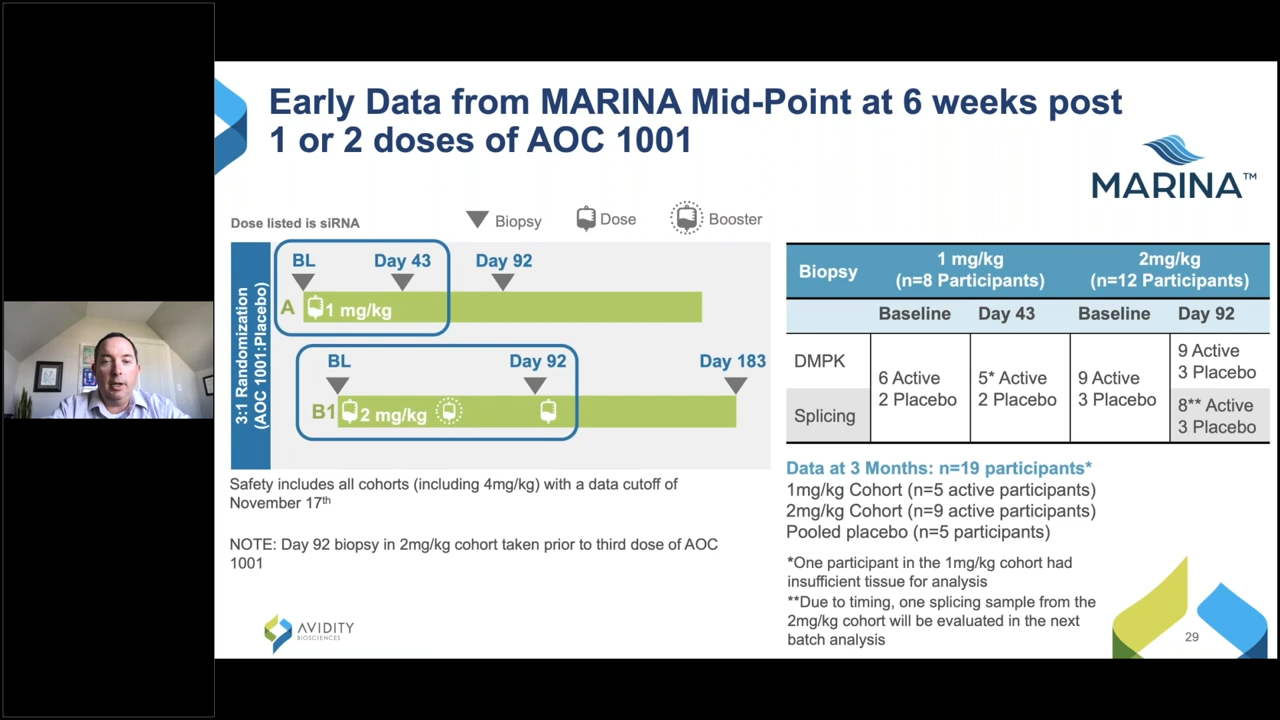 Early Data from MARINA Mid-Point at 6 weeks post
1 or 2 doses of AOC 1001
MARINA™
Dose listed is siRNA
Biopsy
Dose
Booster
3:1 Randomization
(AOC 1001:Placebo)
BL
Day 43
Day 92
A
1 mg/kg
BL
Day 92
Day 183
B1
2 mg/kg
Safety includes all cohorts (including 4mg/kg) with a data cutoff of
November 17th
NOTE: Day 92 biopsy in 2mg/kg cohort taken prior to third dose of AOC
1001
AVIDITY
BIOSCIENCES
Biopsy
1 mg/kg
(n=8 Participants)
2mg/kg
(n=12 Participants)
Baseline
Day 43
Baseline
Day 92
DMPK
Splicing
6 Active
2 Placebo
5* Active
2 Placebo
9 Active
3 Placebo
9 Active
3 Placebo
8** Active
3 Placebo
Data at 3 Months: n=19 participants*
1mg/kg Cohort (n=5 active participants)
2mg/kg Cohort (n=9 active participants)
Pooled placebo (n=5 participants)
*One participant in the 1mg/kg cohort had
insufficient tissue for analysis
**Due to timing, one splicing sample from the
2mg/kg cohort will be evaluated in the next
batch analysis
29